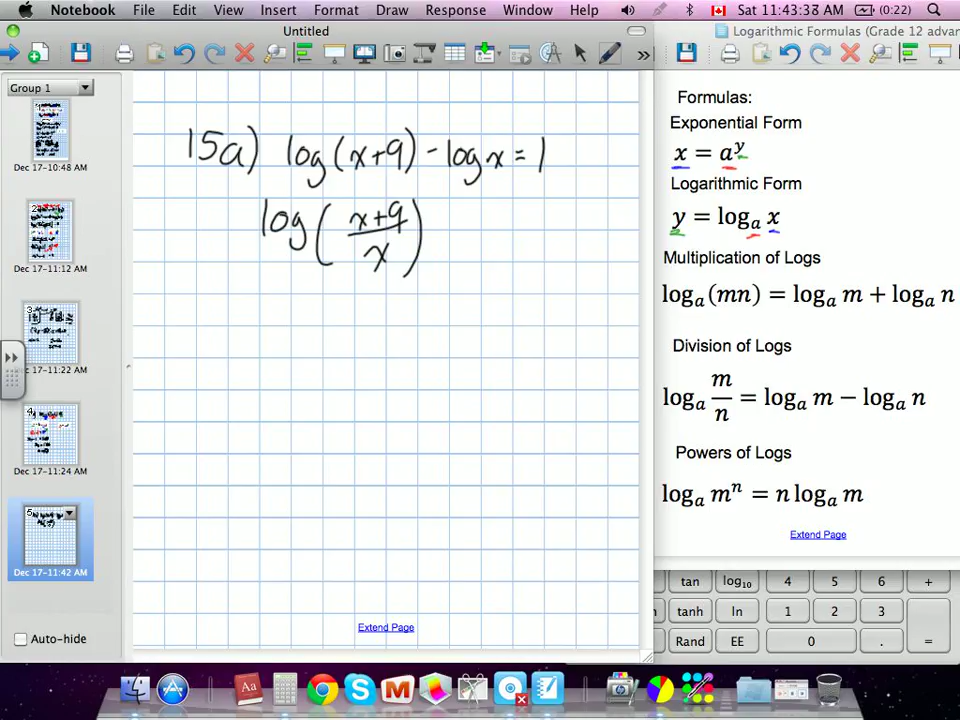 Notebook File Edit View Insert Format Draw Response Window Help Sat 11:43:33 AM (0:22)
Untitled
Logarithmic Formulas (Grade 12 advan
Group 1
Dec 17-10:48 AM
Dec 17-11:12 AM
Dec 17-11:22 AM
Dec 17-11:24 AM
Dec 17-11:42 AM
Auto-hide
15a) log(x+9) - log x = 1
log(x+9/x)
Extend Page
Formulas:
Exponential Form
x = a^y
Logarithmic Form
y = log_a x
Multiplication of Logs
log_a(mn) = log_a m + log_a n
Division of Logs
log_a m/n = log_a m − log_a n
Powers of Logs
log_a m^n = n log_a m
Extend Page
tan log₁₀ 4 5 6 +
tanh ln 1 2 3
Rand EE 0 . =